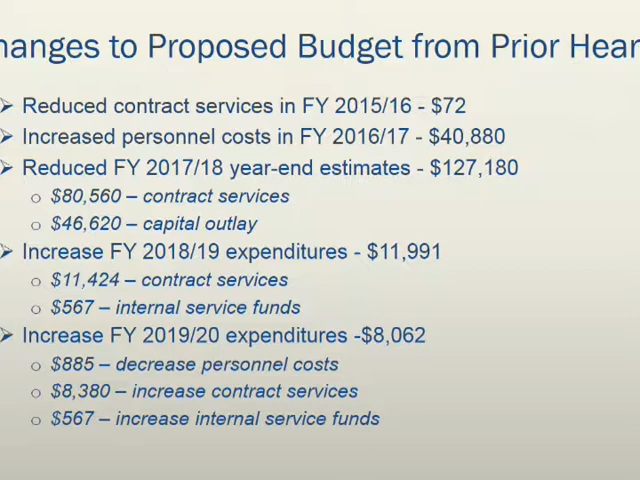 hanges to Proposed Budget from Prior Hear
Reduced contract services in FY 2015/16 - $72
Increased personnel costs in FY 2016/17 - $40,880
Reduced FY 2017/18 year-end estimates - $127,180
$80,560 – contract services
$46,620 – capital outlay
Increase FY 2018/19 expenditures - $11,991
$11,424 – contract services
$567 – internal service funds
Increase FY 2019/20 expenditures -$8,062
$885 – decrease personnel costs
$8,380 – increase contract services
$567 – increase internal service funds